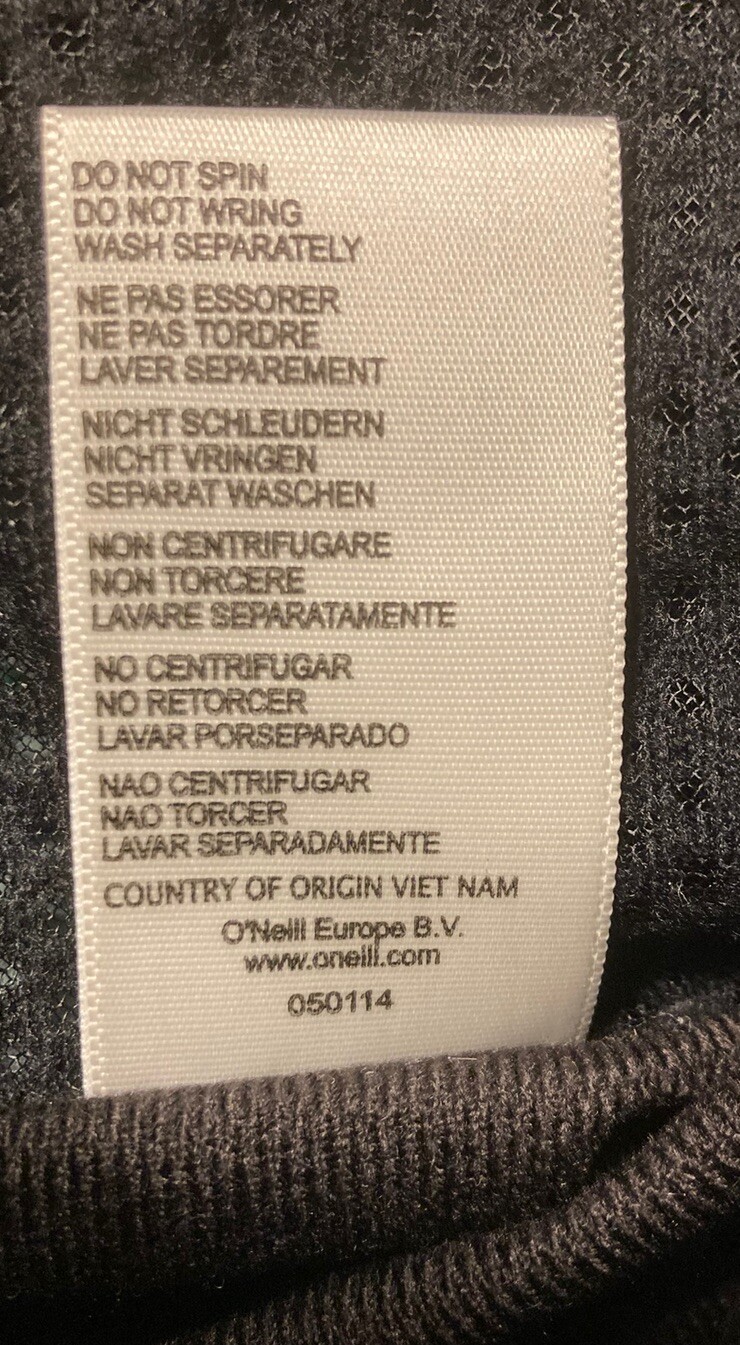 DO NOT SPIN
DO NOT WRING
WASH SEPARATELY
NE PAS ESSORER
NE PAS TORDRE
LAVER SEPAREMENT
NICHT SCHLEUDERN
NICHT VRINGEN
SEPARAT WASCHEN
NON CENTRIFUGARE
NON TORCERE
LAVARE SEPARATAMENTE
NO CENTRIFUGAR
NO RETORCER
LAVAR PORSEPARADO
NAO CENTRIFUGAR
NAO TORCER
LAVAR SEPARADAMENTE
COUNTRY OF ORIGIN VIET NAM
O'Neill Europe B.V.
www.oneill.com
050114